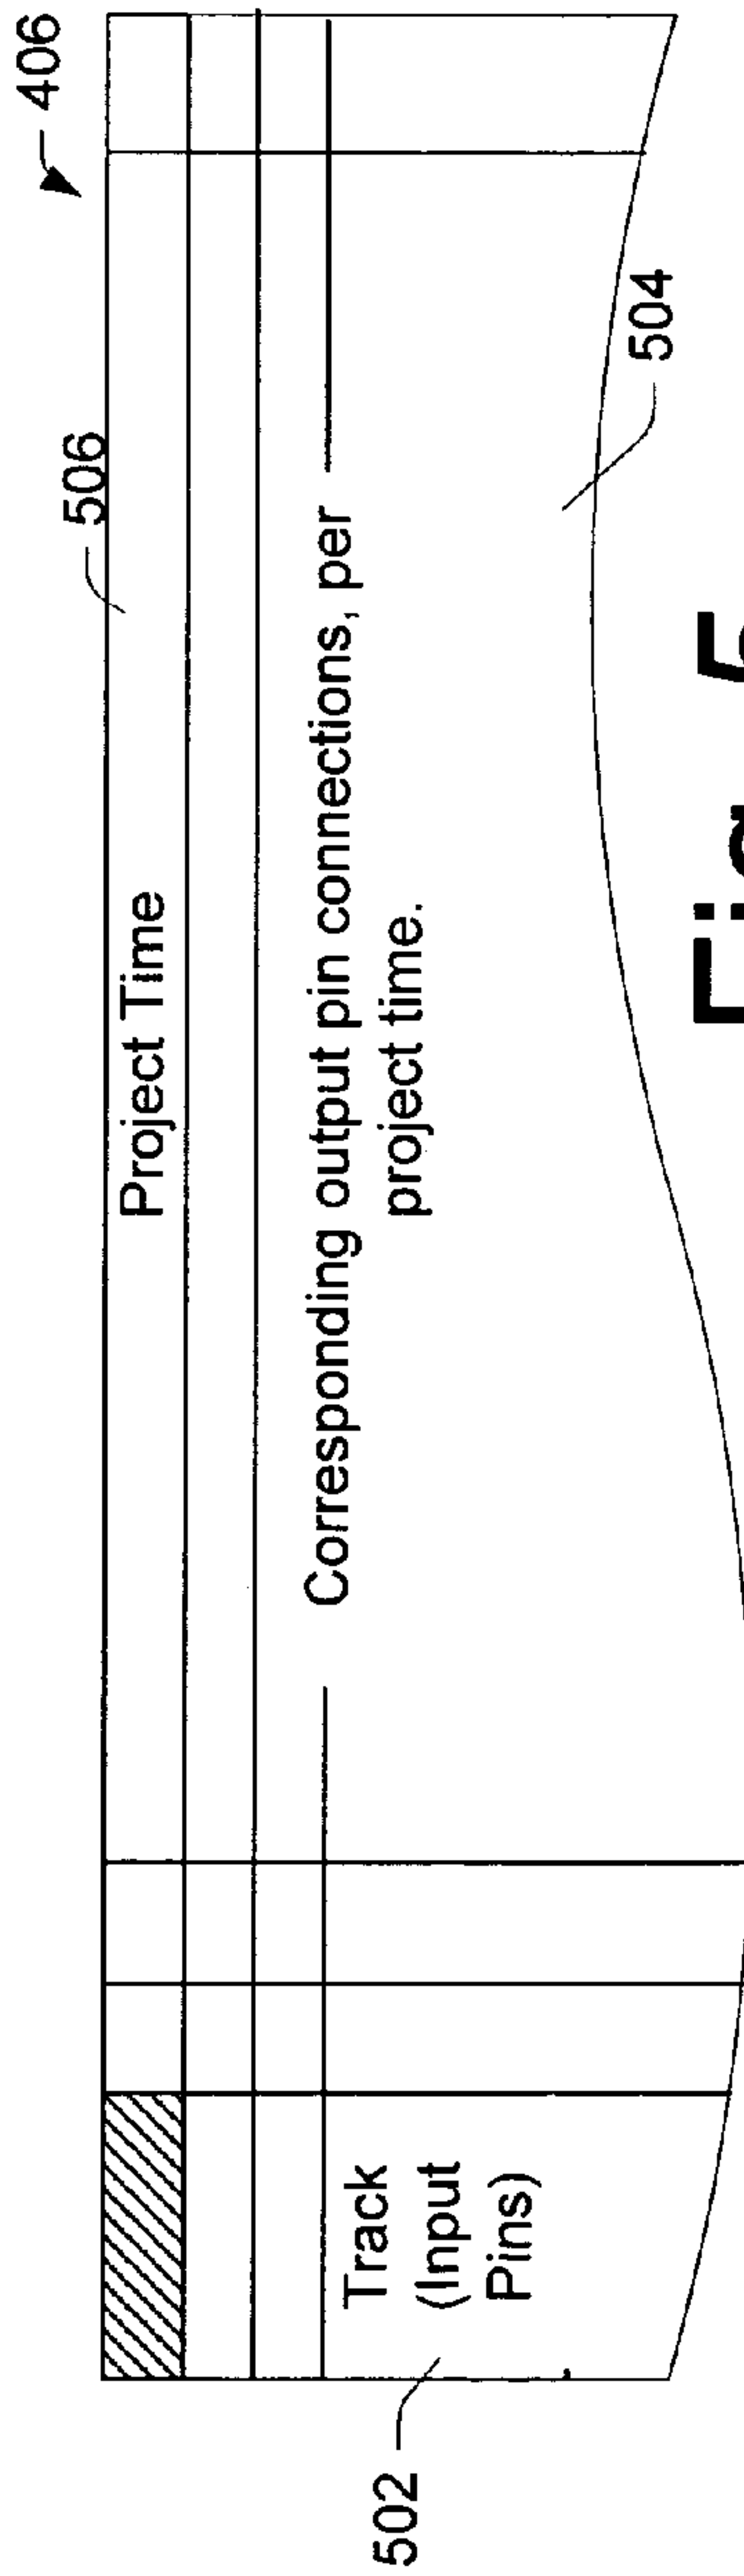 406
506
Project Time
Corresponding output pin connections, per
project time.
Track
(Input
Pins)
502
504